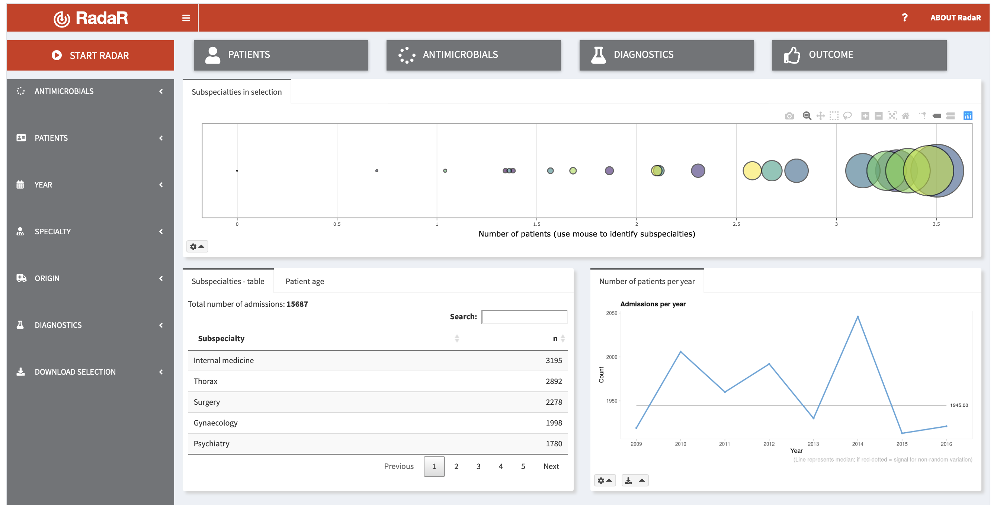 RadaR
? ABOUT RadaR
START RADAR
PATIENTS
ANTIMICROBIALS
DIAGNOSTICS
OUTCOME
ANTIMICROBIALS
PATIENTS
YEAR
SPECIALTY
ORIGIN
DIAGNOSTICS
DOWNLOAD SELECTION
Subspecialties in selection
0 0.5 1 1.5 2 2.5 3 3.5
Number of patients (use mouse to identify subspecialties)
Subspecialties - table Patient age
Total number of admissions: 15687
Search:
Subspecialty n
Internal medicine 3195
Thorax 2892
Surgery 2278
Gynaecology 1998
Psychiatry 1780
Previous 1 2 3 4 5 Next
Number of patients per year
Admissions per year
2050
2000
1950
Count
1945.00
2009 2010 2011 2012 2013 2014 2015 2016
Year
(Line represents median; if red-dotted = signal for non-random variation)